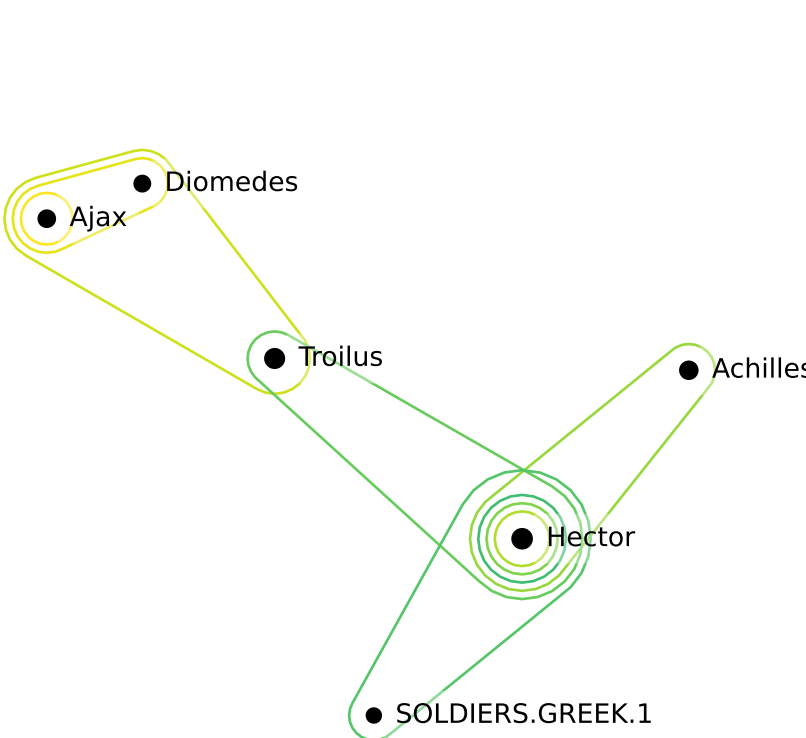 Diomedes
Ajax
Troilus
Achilles
Hector
SOLDIERS.GREEK.1